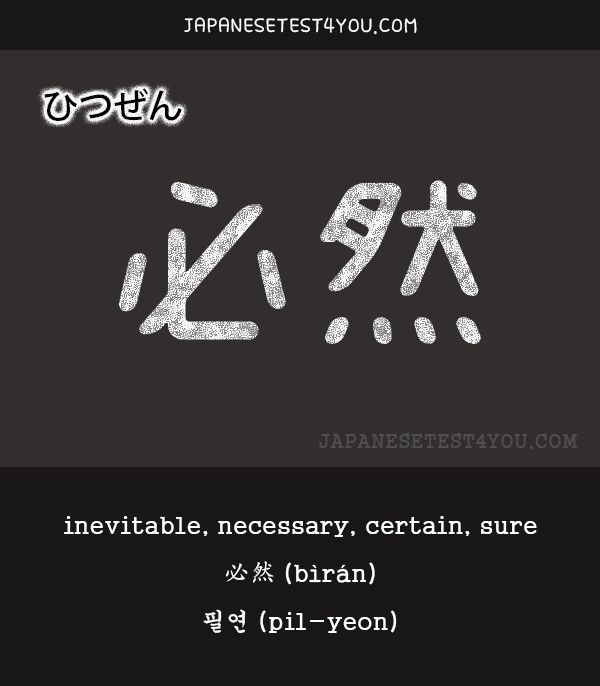 JAPANESETEST4YOU.COM
ひつぜん
必然
JAPANESETEST4YOU.COM
inevitable, necessary, certain, sure
必然 (bìrán)
필연 (pil-yeon)